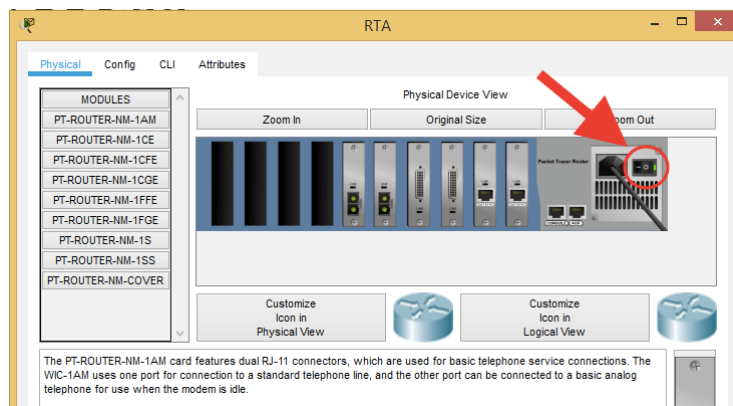 RTA
Physical Config CLI Attributes
MODULES
PT-ROUTER-NM-1AM
PT-ROUTER-NM-1CE
PT-ROUTER-NM-1CFE
PT-ROUTER-NM-1CGE
PT-ROUTER-NM-1FFE
PT-ROUTER-NM-1FGE
PT-ROUTER-NM-1S
PT-ROUTER-NM-1SS
PT-ROUTER-NM-COVER
Physical Device View
Zoom In Original Size Out
Packet Tracer Router
CONSOLE AUX
Customize
Icon in
Physical View
Customize
Icon in
Logical View
The PT-ROUTER-NM-1AM card features dual RJ-11 connectors, which are used for basic telephone service connections. The
WIC-1AM uses one port for connection to a standard telephone line, and the other port can be connected to a basic analog
telephone for use when the modem is idle.